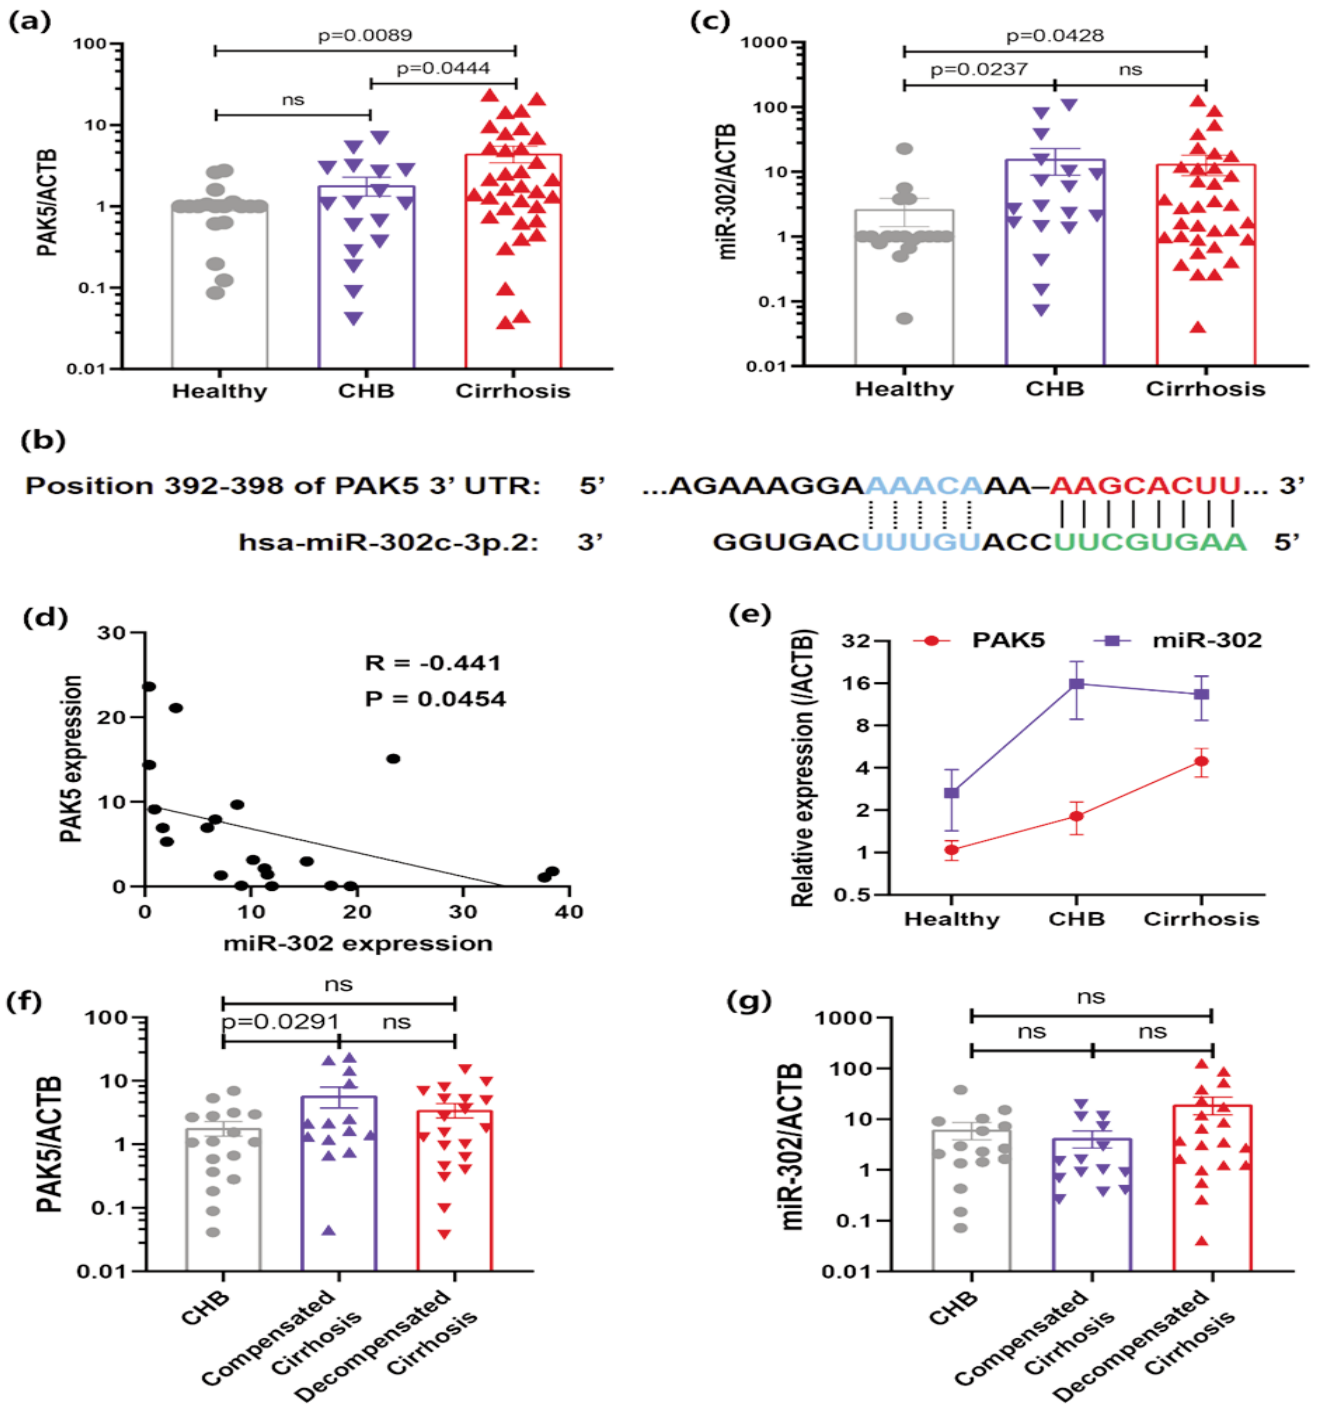 (a)
p=0.0089
p=0.0444
ns
100
10
1
0.1
0.01
PAK5/ACTB
Healthy CHB Cirrhosis
(c)
p=0.0428
p=0.0237 ns
1000
100
10
1
0.1
0.01
miR-302/ACTB
Healthy CHB Cirrhosis
(b)
Position 392-398 of PAK5 3’ UTR: 5’ ...AGAAAGGAAAACAAA–AAGCACUU... 3’
hsa-miR-302c-3p.2: 3’ GGUGACUUUGUACCUUCGUGAA 5’
(d)
R = -0.441
P = 0.0454
30
20
10
0
PAK5 expression
0 10 20 30 40
miR-302 expression
(e)
PAK5 miR-302
32
16
8
4
2
1
0.5
Relative expression (/ACTB)
Healthy CHB Cirrhosis
(f)
ns
p=0.0291 ns
100
10
1
0.1
0.01
PAK5/ACTB
CHB
Compensated
Cirrhosis
Decompensated
Cirrhosis
(g)
ns
ns ns
1000
100
10
1
0.1
0.01
miR-302/ACTB
CHB
Compensated
Cirrhosis
Decompensated
Cirrhosis